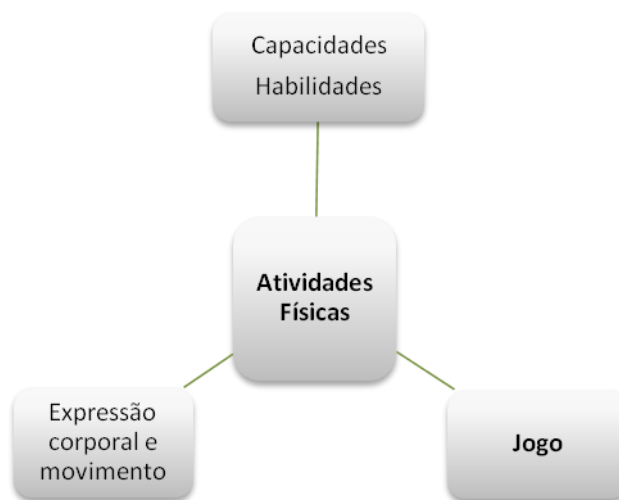 Capacidades
Habilidades
Atividades
Físicas
Expressão
corporal e
movimento
Jogo